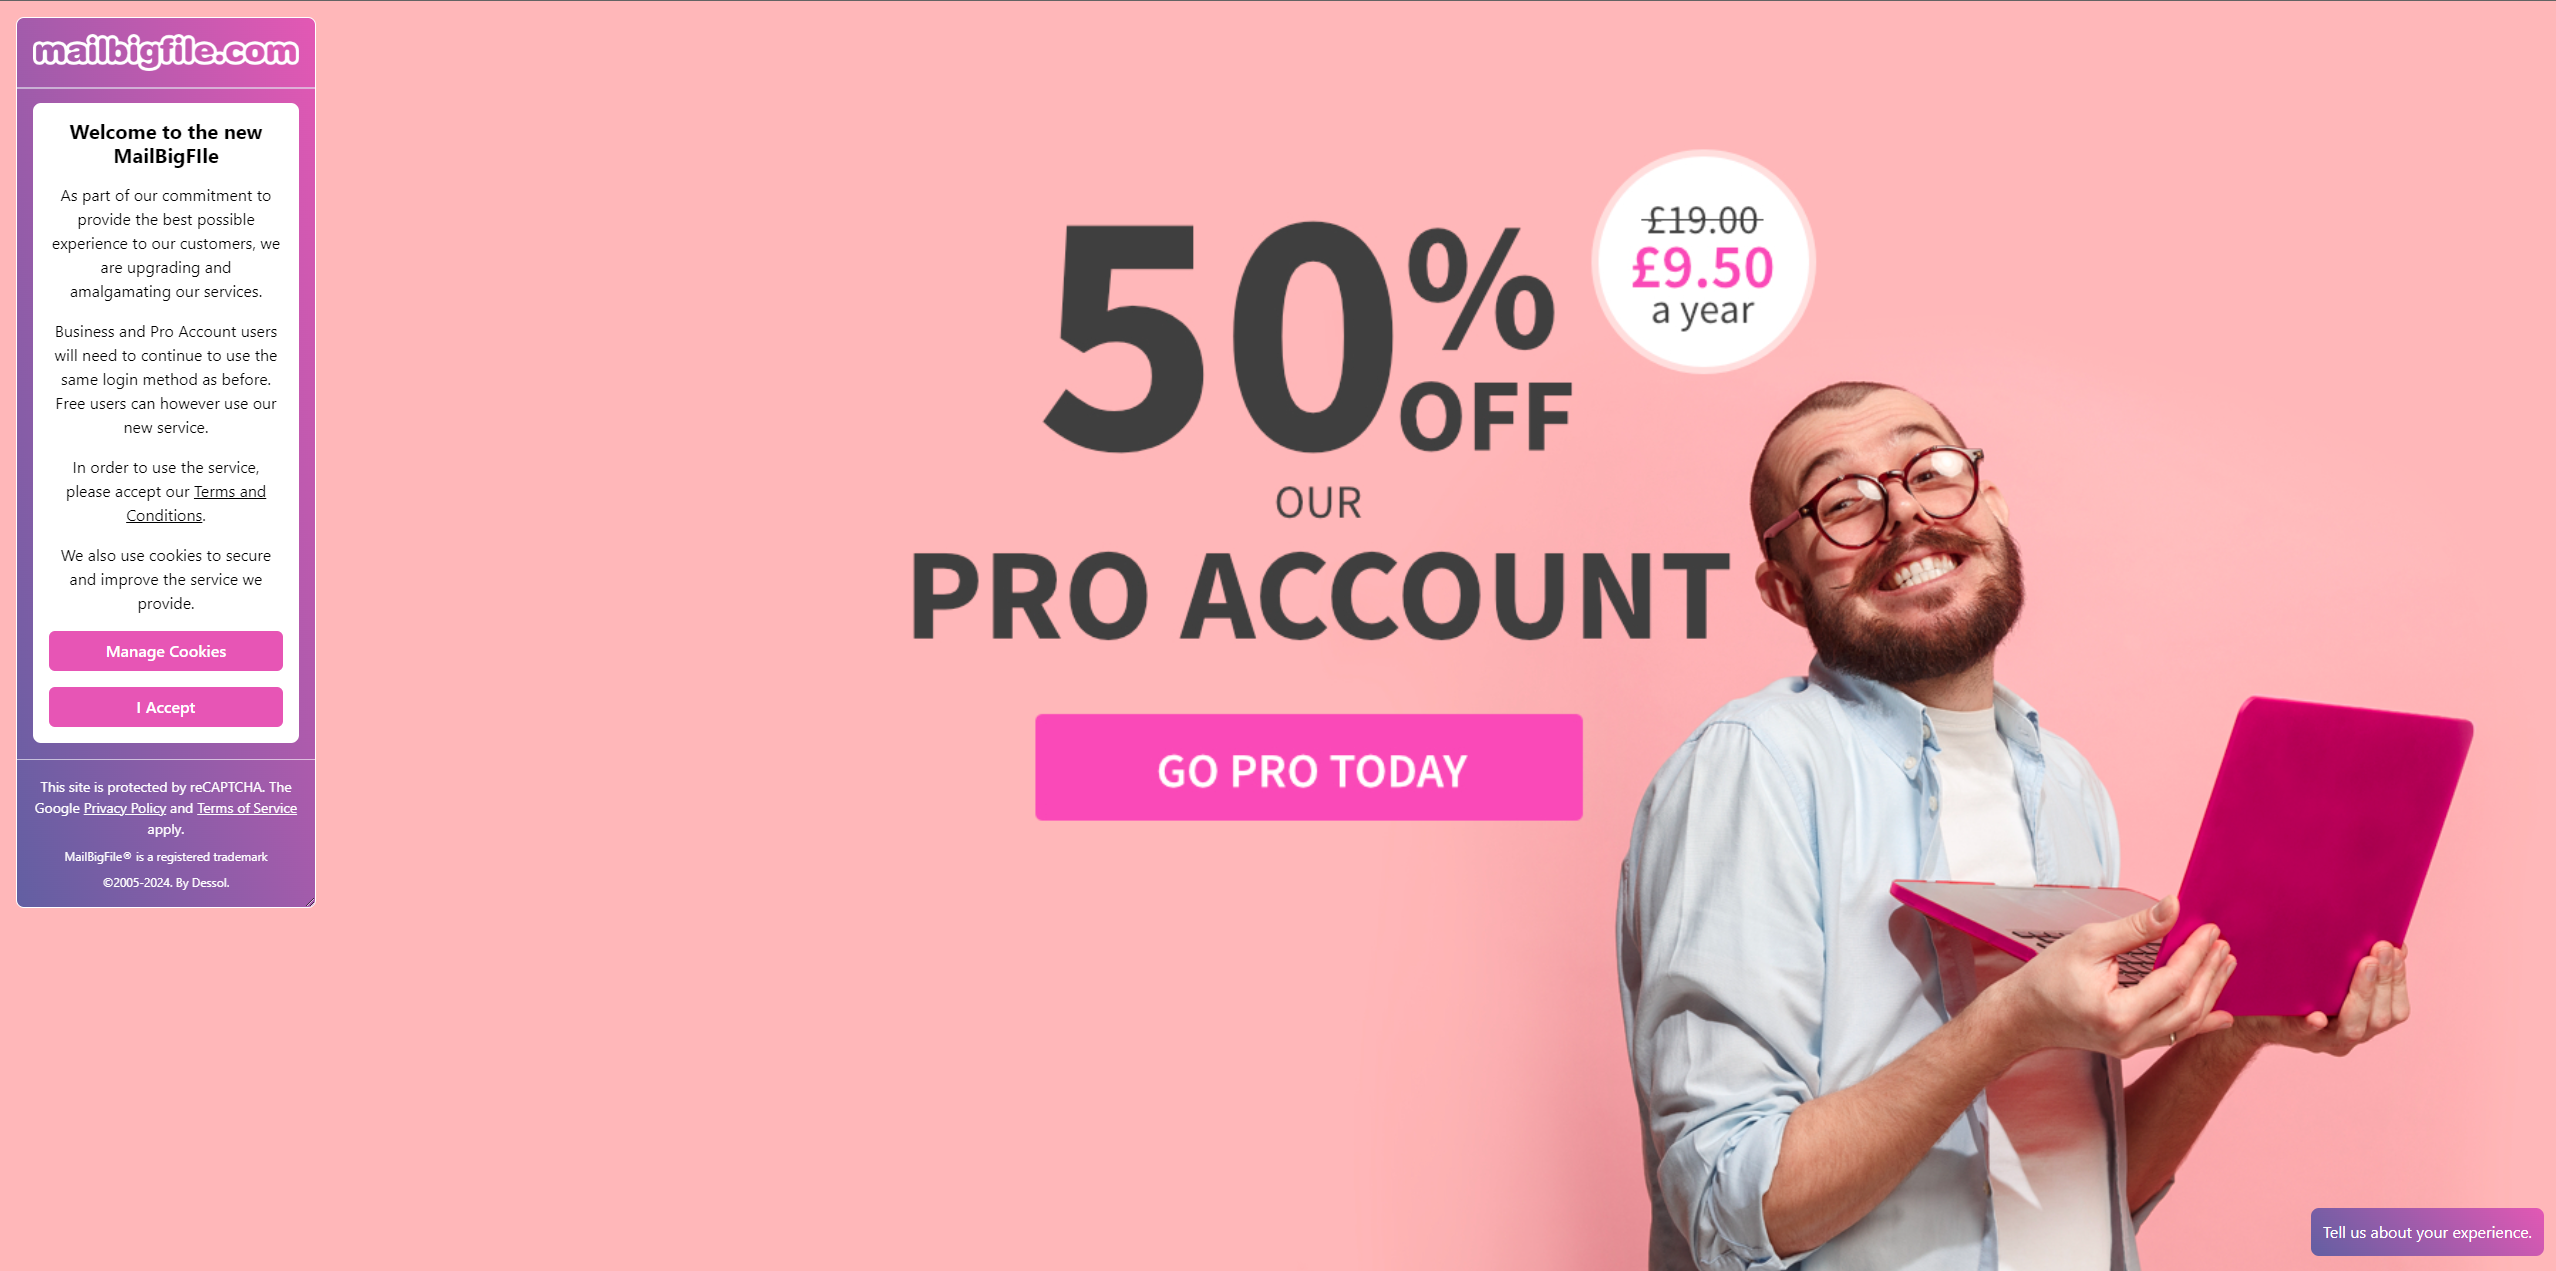 mailbigfile.com
Welcome to the new
MailBigFIle
As part of our commitment to
provide the best possible
experience to our customers, we
are upgrading and
amalgamating our services.
Business and Pro Account users
will need to continue to use the
same login method as before.
Free users can however use our
new service.
In order to use the service,
please accept our Terms and
Conditions.
We also use cookies to secure
and improve the service we
provide.
Manage Cookies
I Accept
This site is protected by reCAPTCHA. The
Google Privacy Policy and Terms of Service
apply.
MailBigFile® is a registered trademark
©2005-2024. By Dessol.
50%
OFF
OUR
PRO ACCOUNT
£19.00
£9.50
a year
GO PRO TODAY
Tell us about your experience.